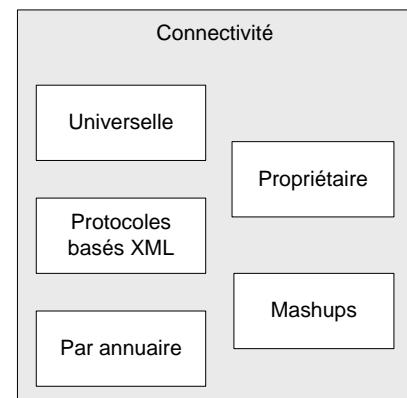 Connectivité
Universelle
Propriétaire
Protocoles
basés XML
Mashups
Par annuaire